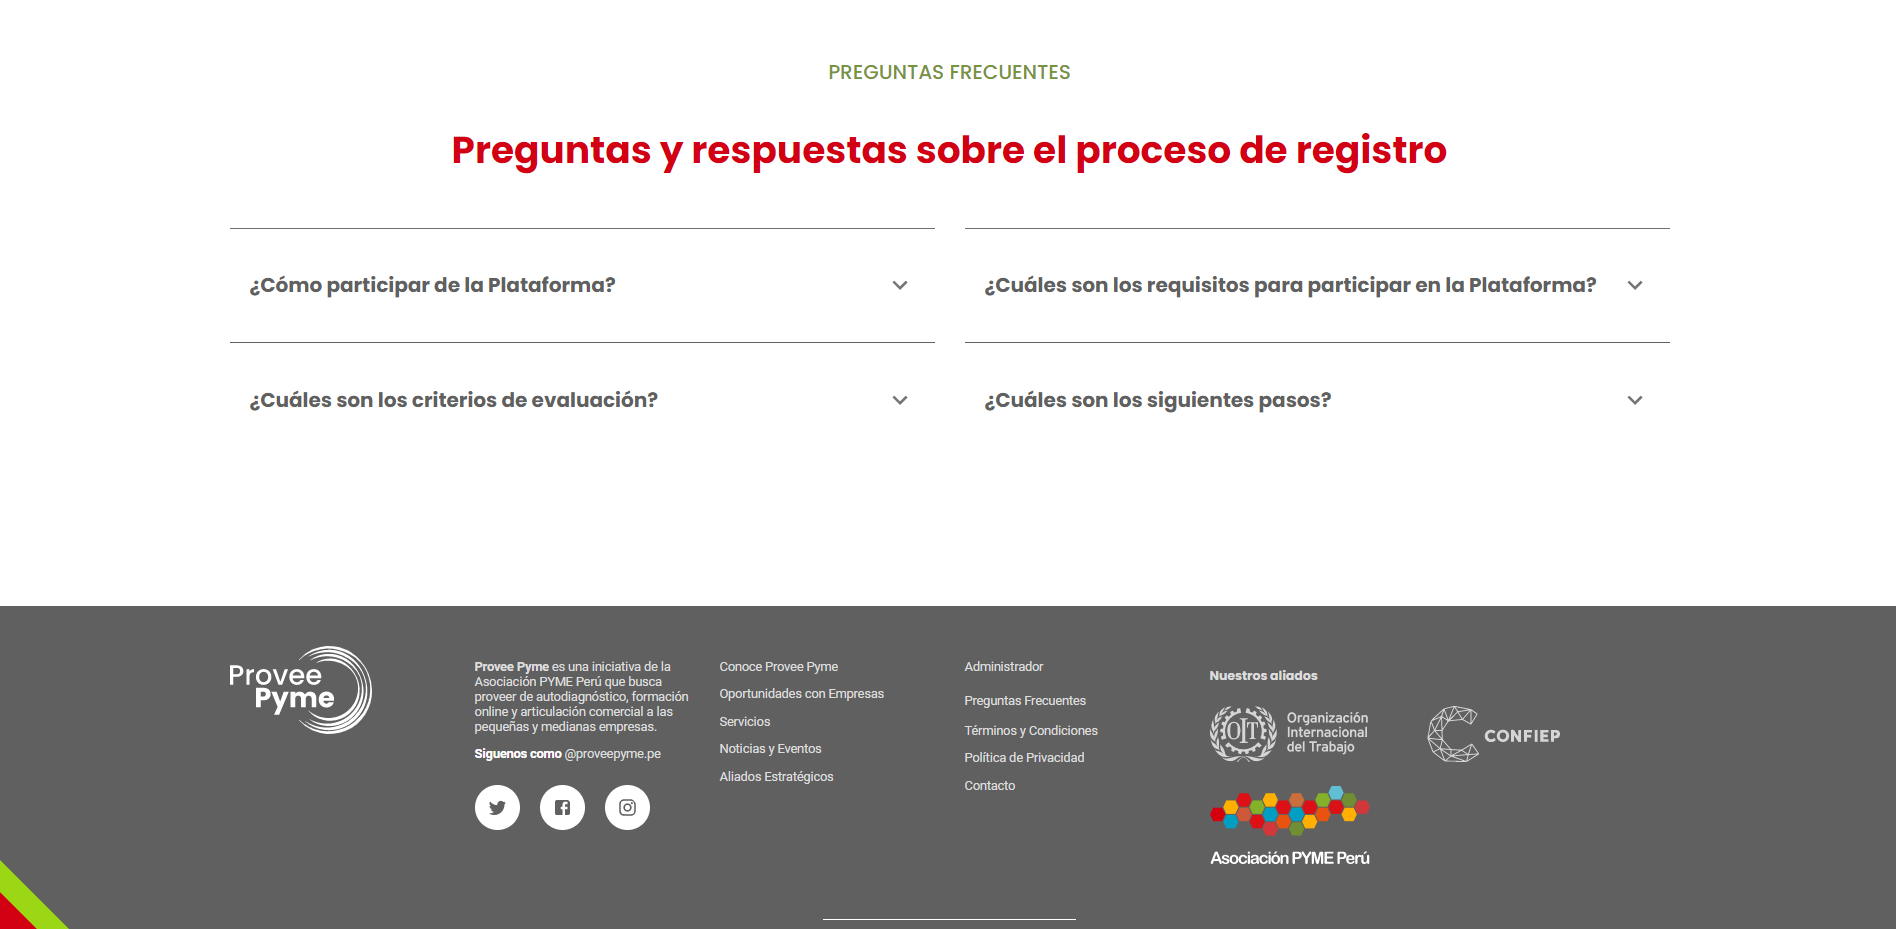 PREGUNTAS FRECUENTES
Preguntas y respuestas sobre el proceso de registro
¿Cómo participar de la Plataforma?
¿Cuáles son los requisitos para participar en la Plataforma?
¿Cuáles son los criterios de evaluación?
¿Cuáles son los siguientes pasos?
Provee
Pyme
Provee Pyme es una iniciativa de la
Asociación PYME Perú que busca
proveer de autodiagnóstico, formación
online y articulación comercial a las
pequeñas y medianas empresas.
Siguenos como @proveepyme.pe
Conoce Provee Pyme
Oportunidades con Empresas
Servicios
Noticias y Eventos
Aliados Estratégicos
Administrador
Preguntas Frecuentes
Términos y Condiciones
Política de Privacidad
Contacto
Nuestros aliados
OIT
Organización
Internacional
del Trabajo
CONFIEP
Asociación PYME Perú